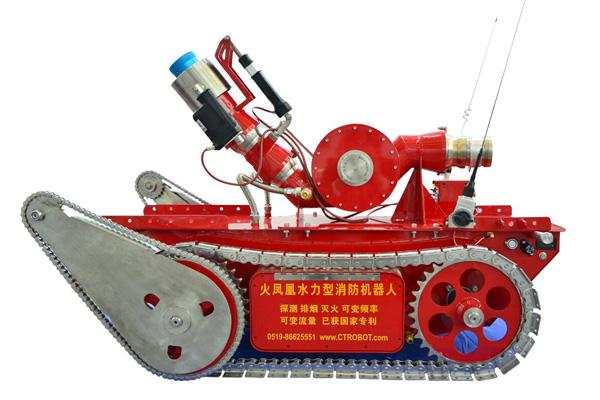 火凤凰水力型消防机器人
探测 排烟 灭火 可变频率
可变流量 已获国家专利
0519-86625551 www.CTROBOT.com